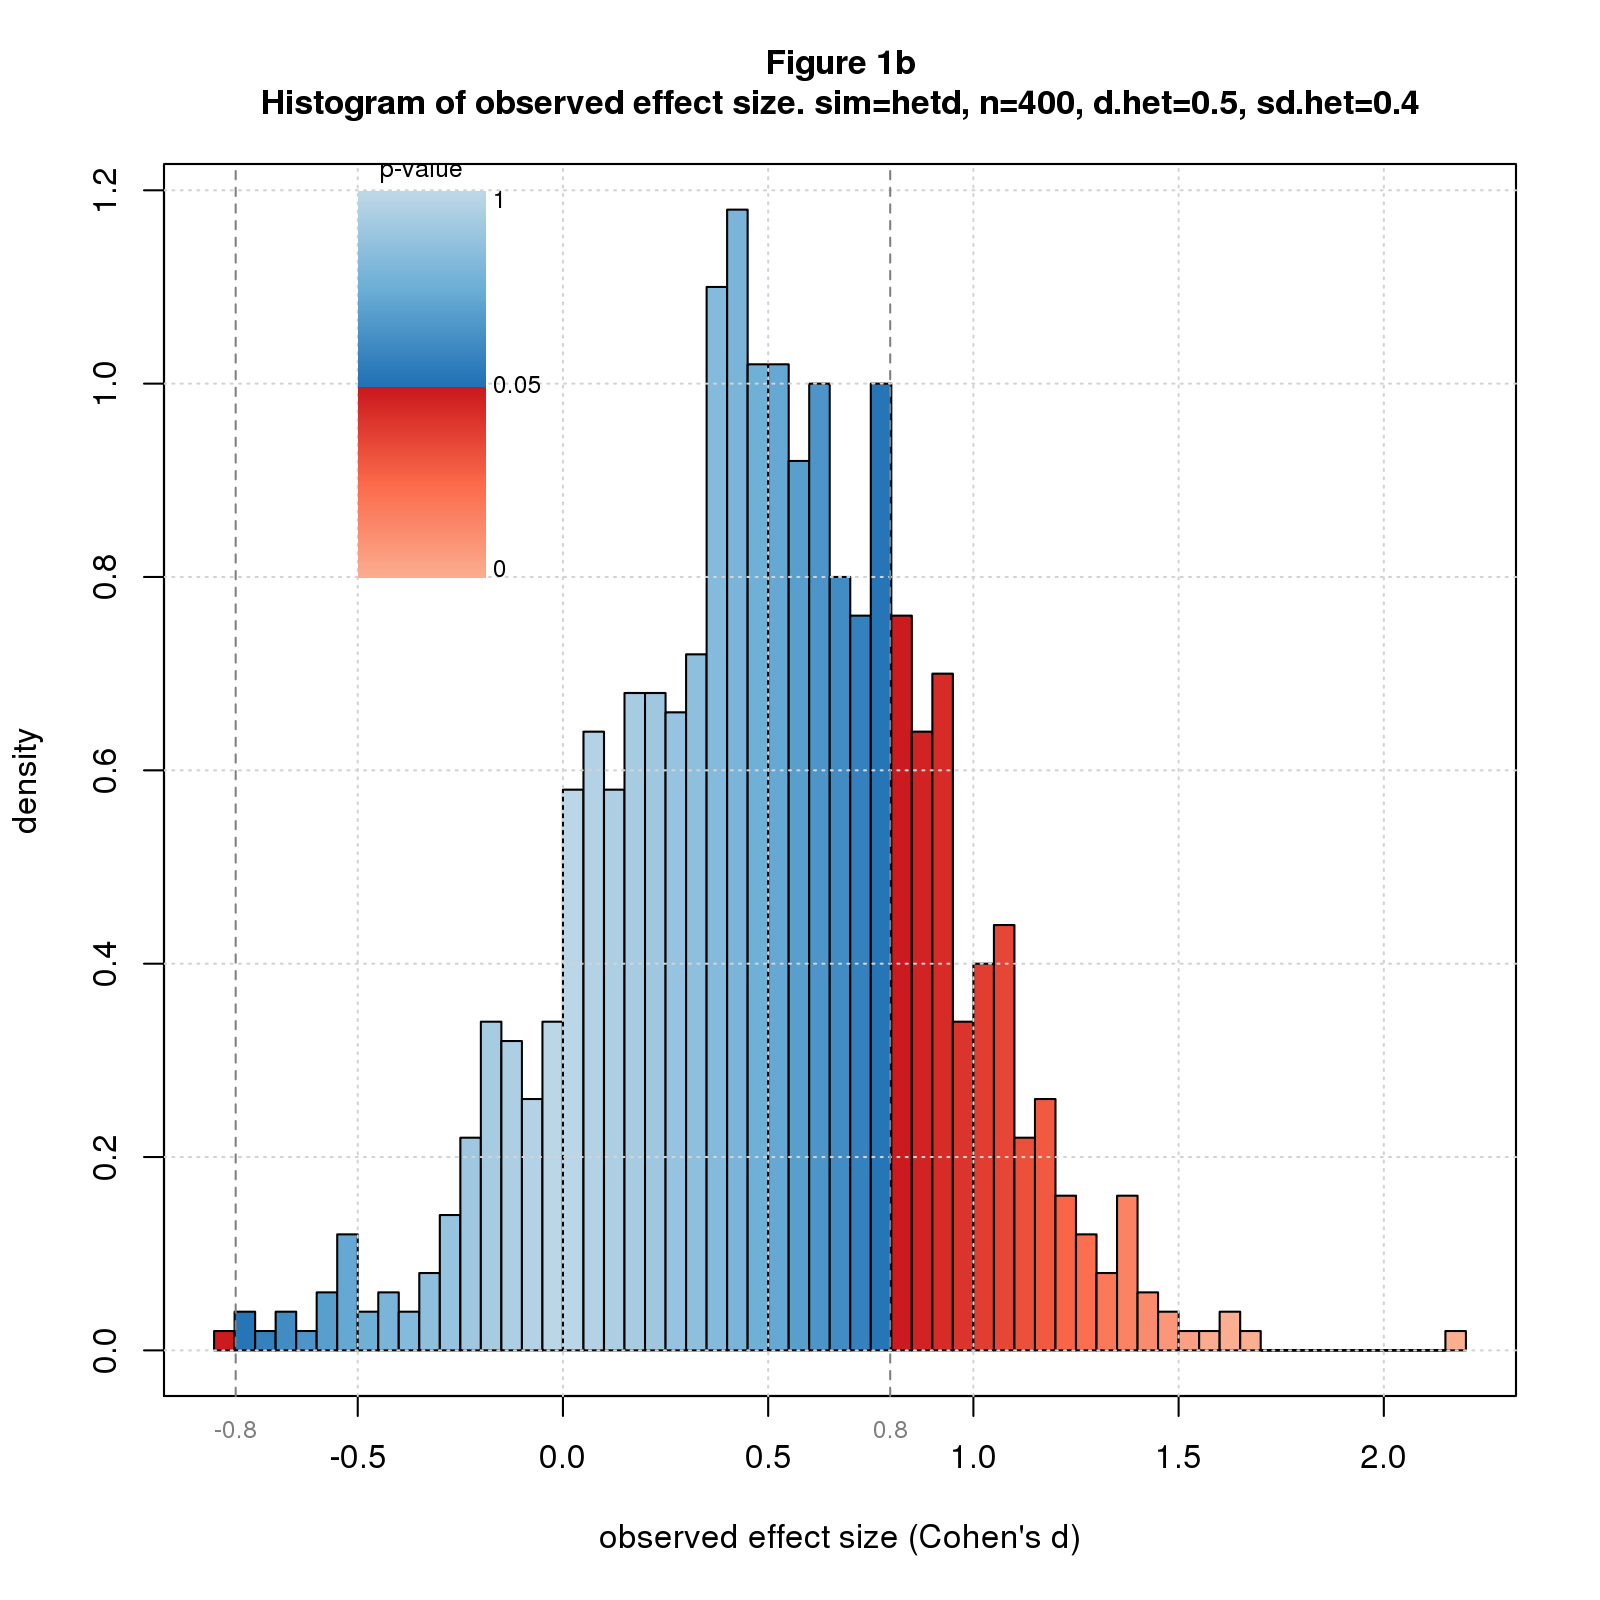 Figure 1b
Histogram of observed effect size. sim=hetd, n=400, d.het=0.5, sd.het=0.4
p-value
1
0.05
0
1.2
1.0
0.8
0.6
0.4
0.2
0.0
density
-0.8
0.8
-0.5 0.0 0.5 1.0 1.5 2.0
observed effect size (Cohen's d)